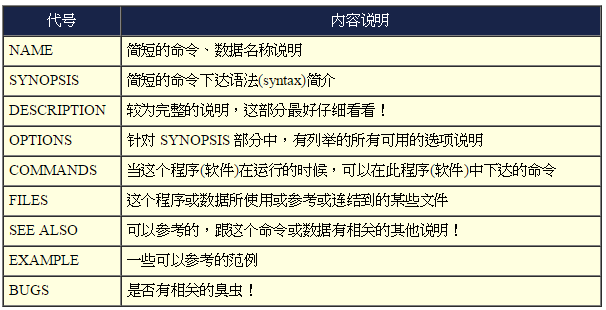 代号 内容说明
NAME 简短的命令、数据名称说明
SYNOPSIS 简短的命令下达语法(syntax)简介
DESCRIPTION 较为完整的说明，这部分最好仔细看看！
OPTIONS 针对 SYNOPSIS 部分中，有列举的所有可用的选项说明
COMMANDS 当这个程序(软件)在运行的时候，可以在此程序(软件)中下达的命令
FILES 这个程序或数据所使用或参考或连结到的某些文件
SEE ALSO 可以参考的，跟这个命令或数据有相关的其他说明！
EXAMPLE 一些可以参考的范例
BUGS 是否有相关的臭虫！